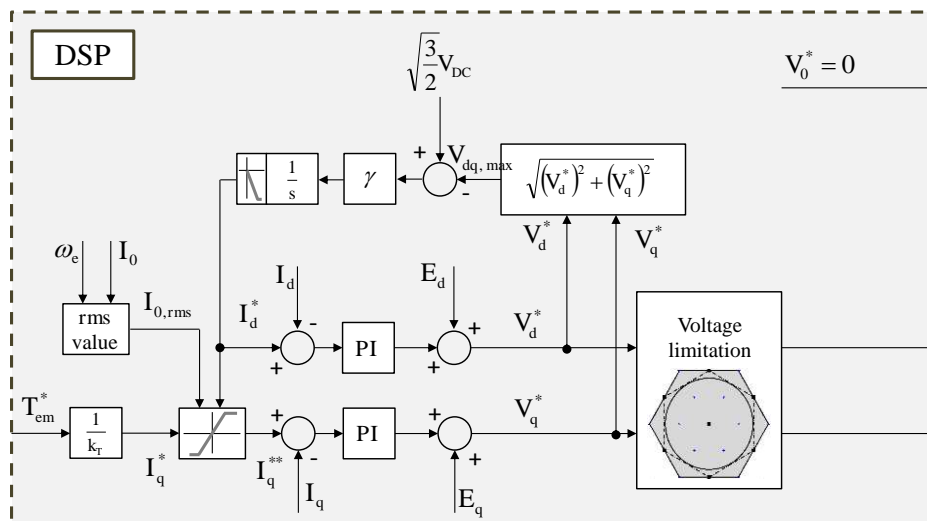 DSP
√(3/2) V_DC
V_0^* = 0
+
V_dq, max
-
1/s
γ
√((V_d^*)^2 + (V_q^*)^2)
V_d^*
V_q^*
ω_e
I_0
I_d
E_d
rms
value
I_0,rms
I_d^*
-
+
PI
+
+
V_d^*
Voltage
limitation
T_em^*
1/k_T
I_q^*
I_q^**
+
-
PI
+
+
V_q^*
I_q
E_q